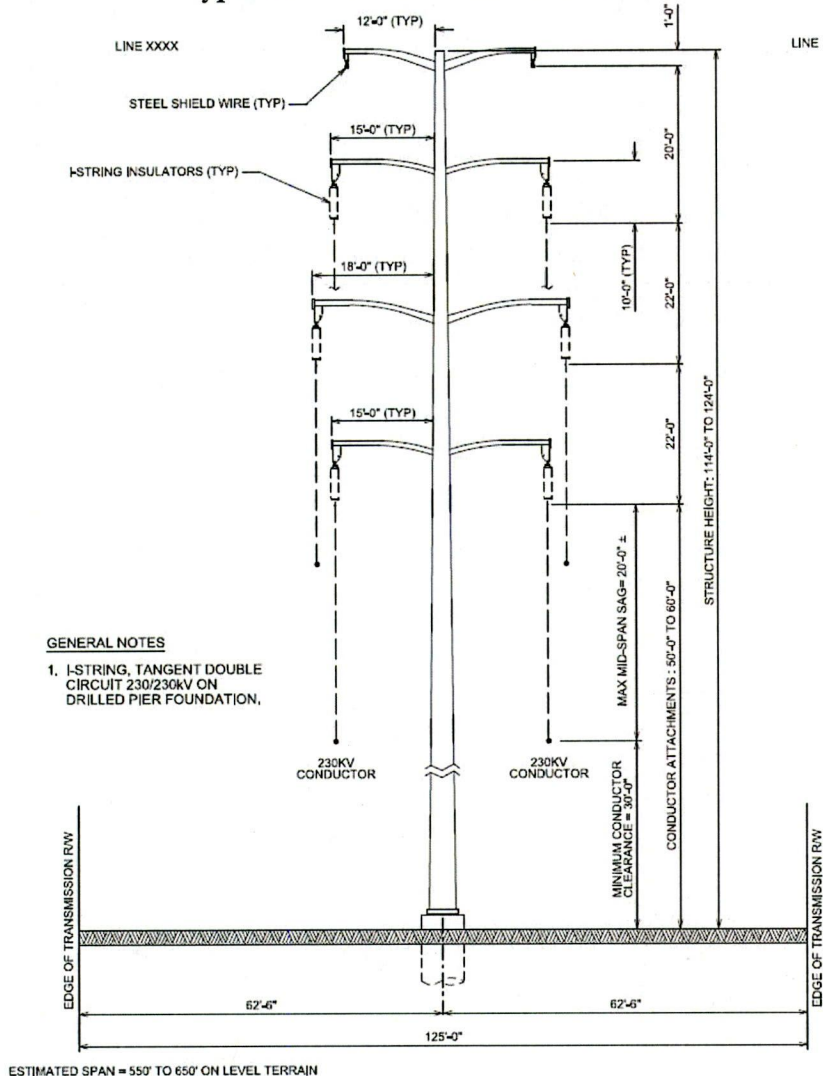 12'-0" (TYP)
1'-0"
LINE XXXX
LINE
STEEL SHIELD WIRE (TYP)
15'-0" (TYP)
20'-0"
I-STRING INSULATORS (TYP)
18'-0" (TYP)
10'-0" (TYP)
22'-0"
15'-0" (TYP)
22'-0"
STRUCTURE HEIGHT: 114'-0" TO 124'-0"
MAX MID-SPAN SAG= 20'-0" ±
CONDUCTOR ATTACHMENTS : 50'-0" TO 60'-0"
GENERAL NOTES
1. I-STRING, TANGENT DOUBLE
CIRCUIT 230/230kV ON
DRILLED PIER FOUNDATION,
230KV
CONDUCTOR
230KV
CONDUCTOR
MINIMUM CONDUCTOR
CLEARANCE = 30'-0"
EDGE OF TRANSMISSION R/W
EDGE OF TRANSMISSION R/W
62'-6"
62'-6"
125'-0"
ESTIMATED SPAN = 550' TO 650' ON LEVEL TERRAIN